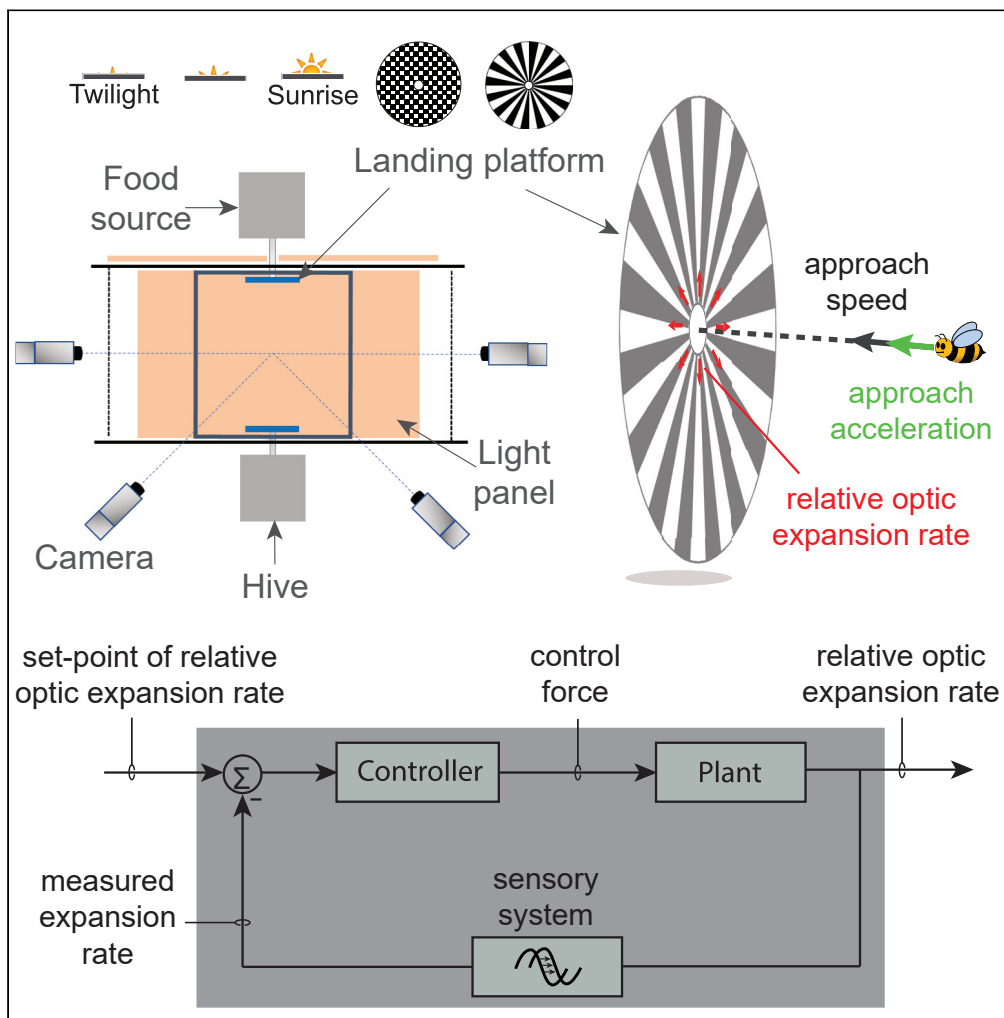 Twilight
Sunrise
Landing platform
Food
source
approach
speed
approach
acceleration
Light
panel
relative optic
expansion rate
Camera
Hive
set-point of relative
optic expansion rate
control
force
relative optic
expansion rate
Σ
-
Controller
Plant
measured
expansion
rate
sensory
system